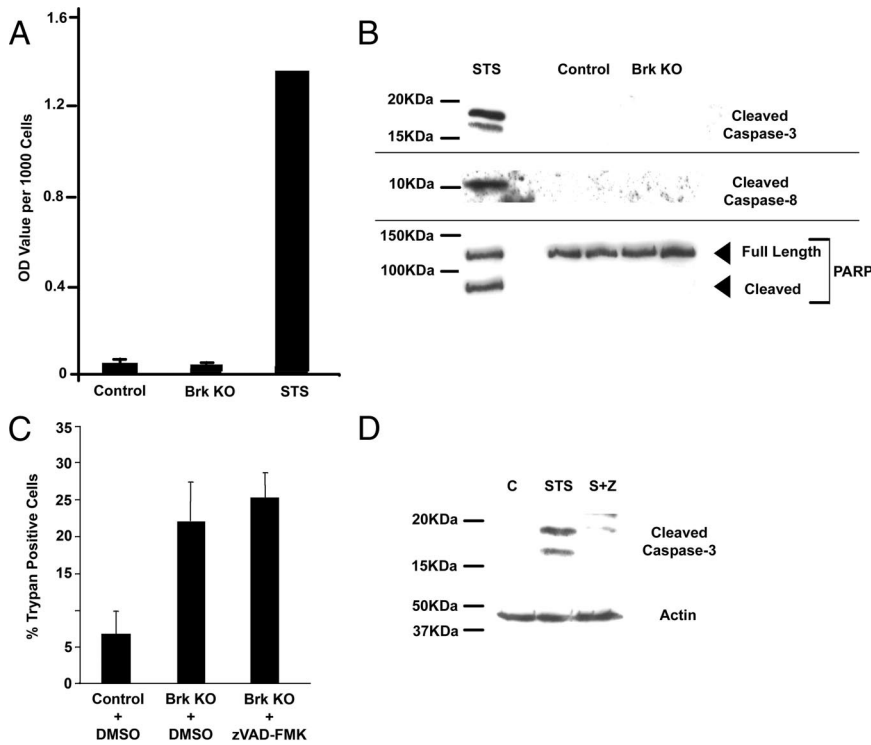 A
1.6
1.2
0.8
0.4
0
OD Value per 1000 Cells
Control
Brk KO
STS
B
STS
Control
Brk KO
20KDa
15KDa
Cleaved
Caspase-3
10KDa
Cleaved
Caspase-8
150KDa
100KDa
Full Length
Cleaved
PARP
C
35
30
25
20
15
5
0
% Trypan Positive Cells
Control
+
DMSO
Brk KO
+
DMSO
Brk KO
+
zVAD-FMK
D
C
STS
S+Z
20KDa
15KDa
Cleaved
Caspase-3
50KDa
37KDa
Actin